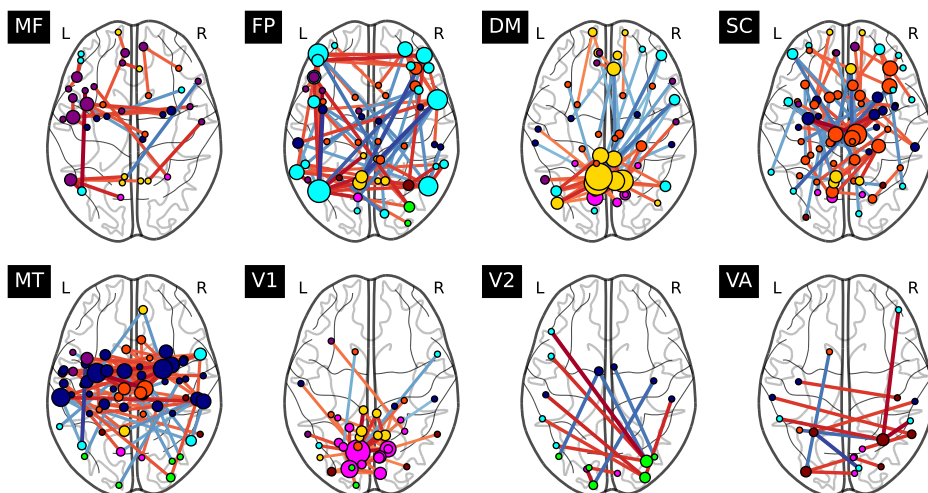 MF L R
FP L R
DM L R
SC L R
MT L R
V1 L R
V2 L R
VA L R